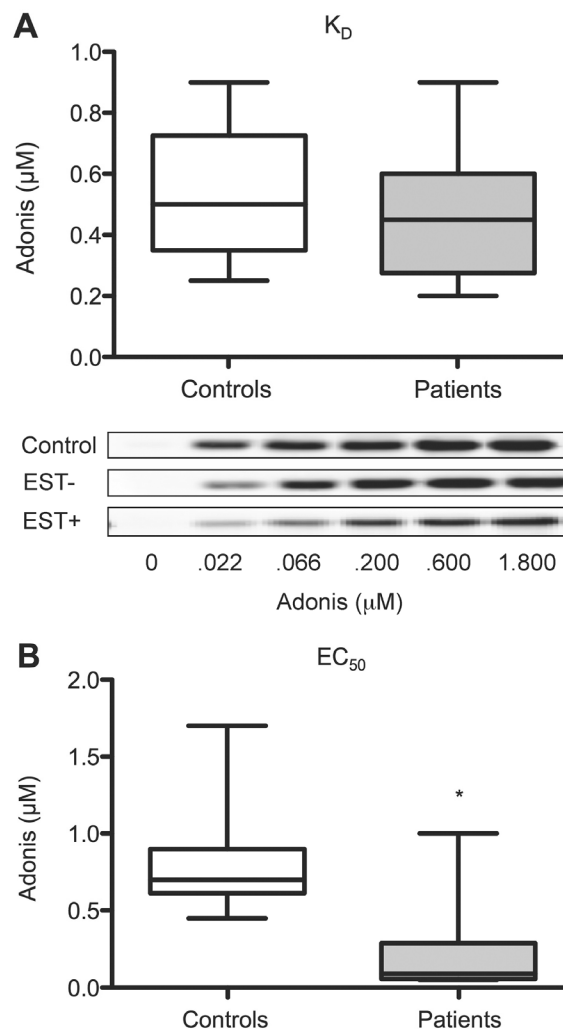 A
K_D
Adonis (μM)
1.0
0.8
0.6
0.4
0.2
0.0
Controls Patients
Control
EST-
EST+
0 .022 .066 .200 .600 1.800
Adonis (μM)
B
EC_50
Adonis (μM)
2.0
1.5
*
1.0
0.5
0.0
Controls Patients